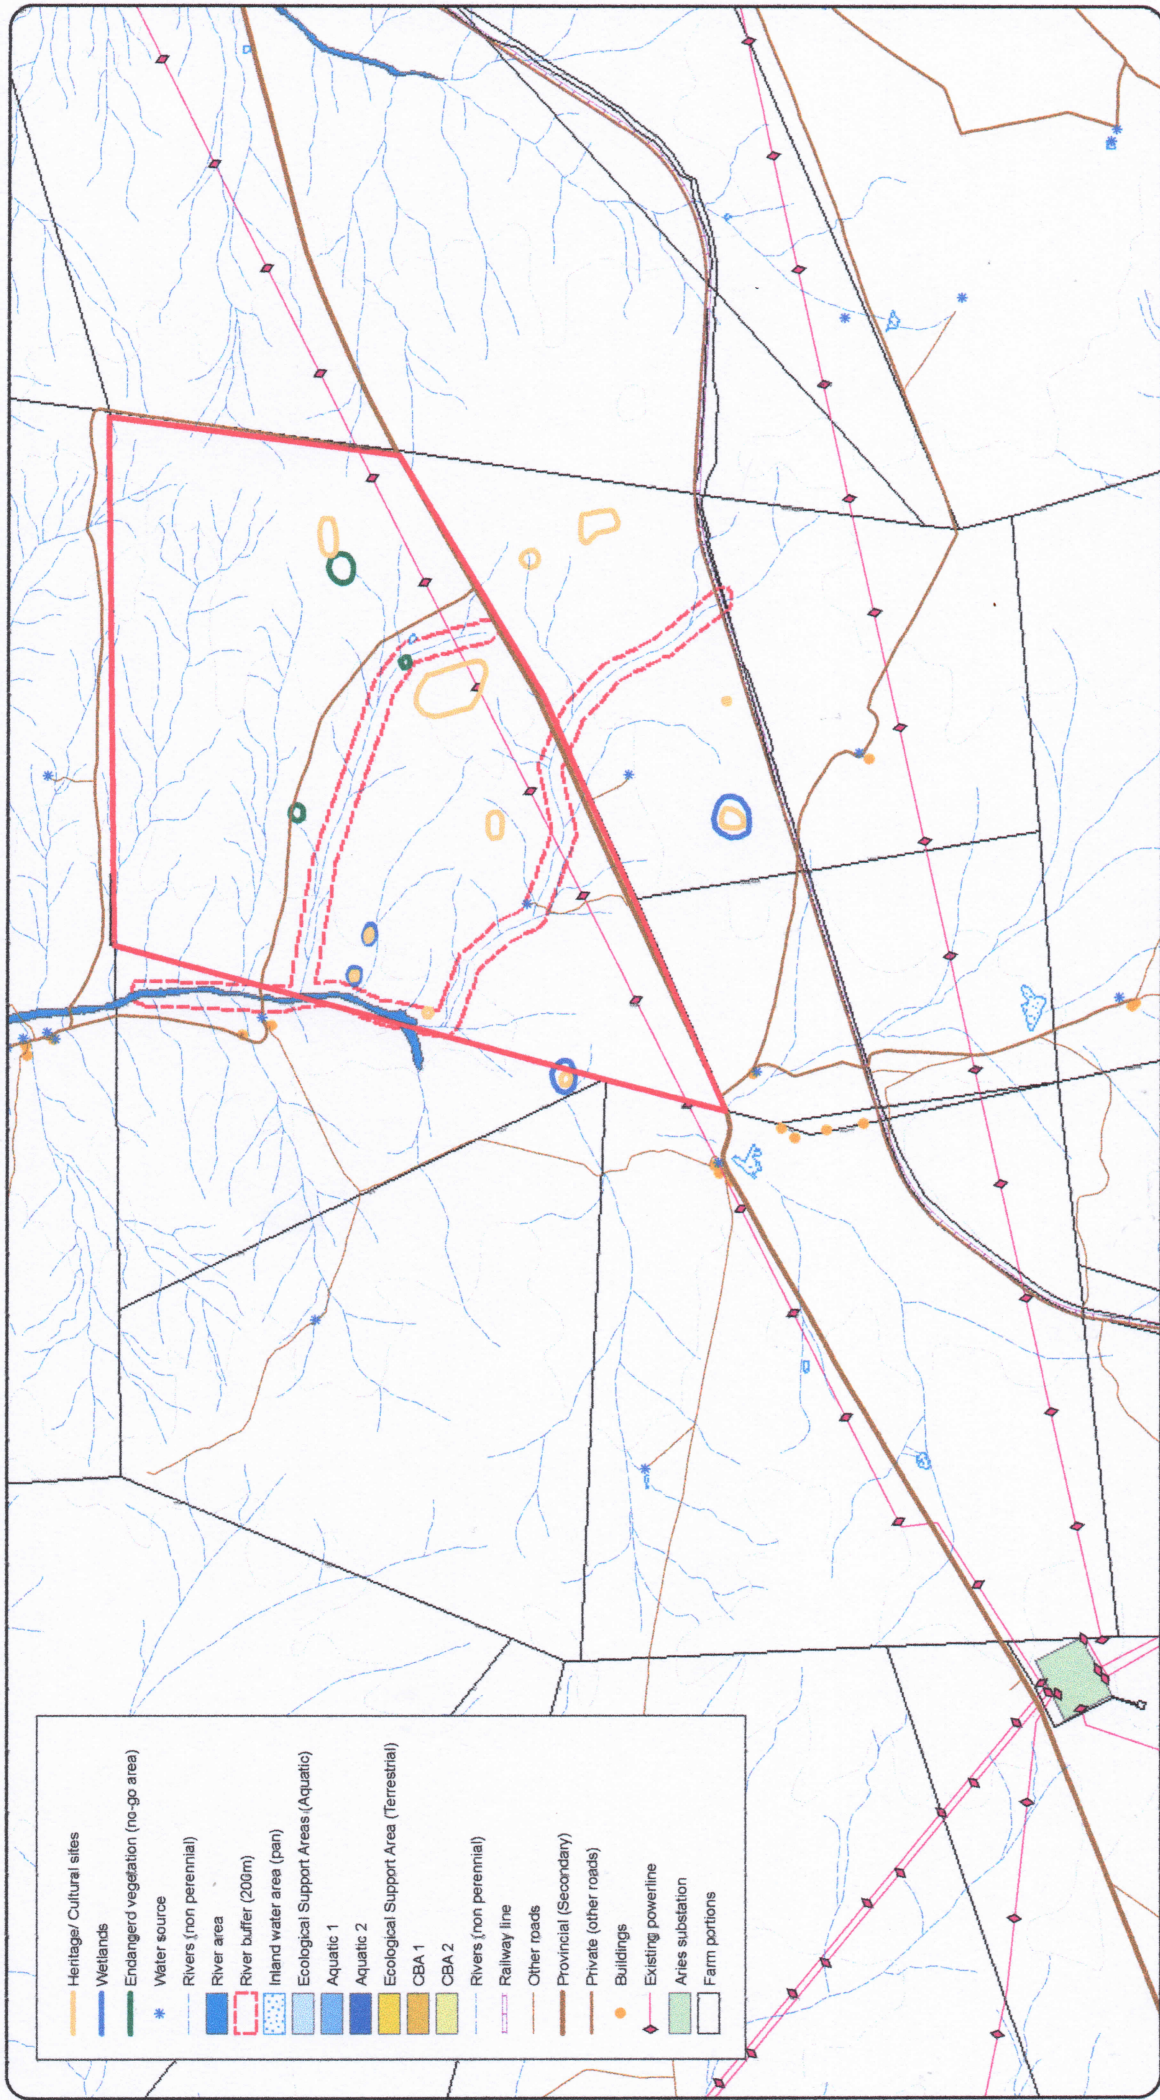 Heritage/ Cultural sites
Wetlands
Endangerd vegetation (no-go area)
Water source
Rivers (non perennial)
River area
River buffer (200m)
Inland water area (pan)
Ecological Support Areas (Aquatic)
Aquatic 1
Aquatic 2
Ecological Support Area (Terrestrial)
CBA 1
CBA 2
Rivers (non perennial)
Railway line
Other roads
Provincial (Secondary)
Private (other roads)
Buildings
Existing powerline
Aries substation
Farm portions